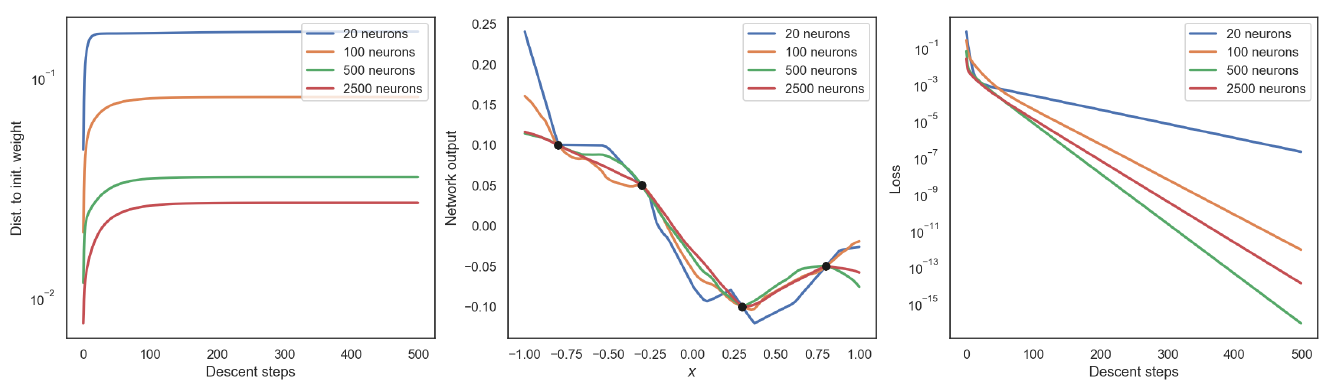 Dist. to init. weight
10⁻¹
10⁻²
0
100
200
300
400
500
Descent steps
20 neurons
100 neurons
500 neurons
2500 neurons
Network output
0.25
0.20
0.15
0.10
0.05
0.00
−0.05
−0.10
−1.00
−0.75
−0.50
−0.25
0.00
0.25
0.50
0.75
1.00
x
20 neurons
100 neurons
500 neurons
2500 neurons
Loss
10⁻¹
10⁻³
10⁻⁵
10⁻⁷
10⁻⁹
10⁻¹¹
10⁻¹³
10⁻¹⁵
0
100
200
300
400
500
Descent steps
20 neurons
100 neurons
500 neurons
2500 neurons